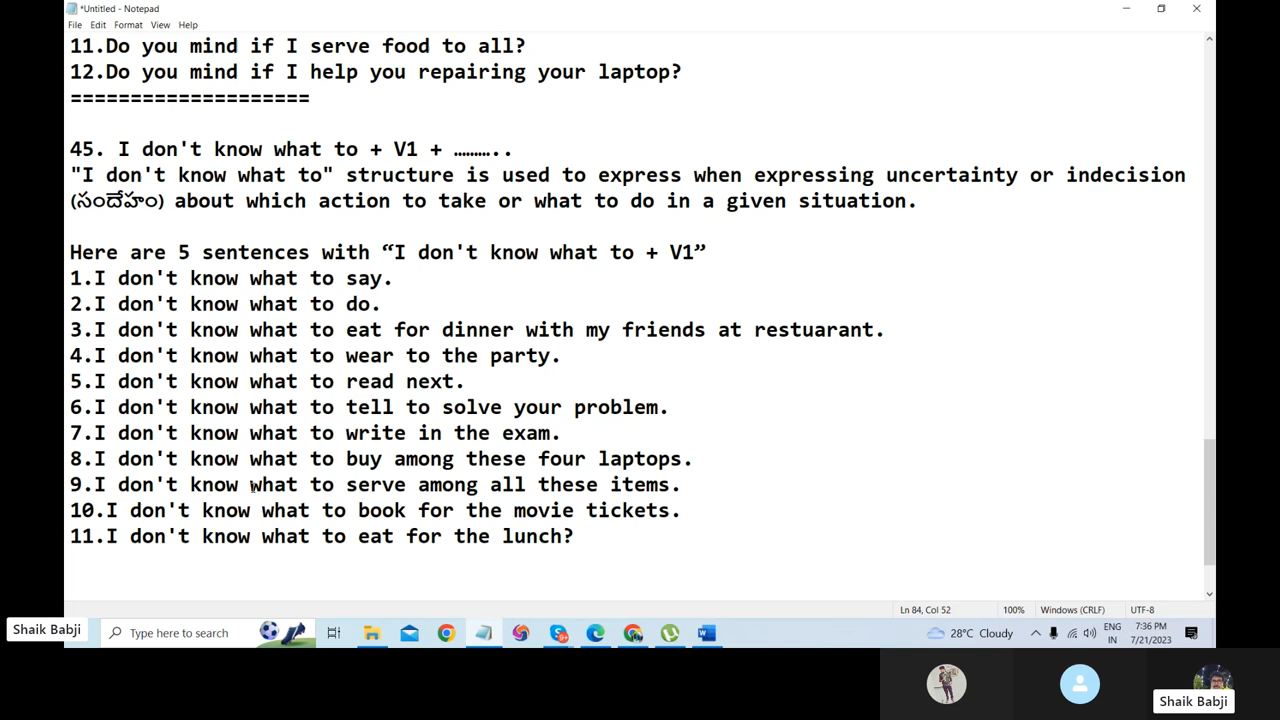 *Untitled - Notepad
File Edit Format View Help
11.Do you mind if I serve food to all?
12.Do you mind if I help you repairing your laptop?
====================
45. I don't know what to + V1 + ………..
"I don't know what to" structure is used to express when expressing uncertainty or indecision
(సందేహం) about which action to take or what to do in a given situation.
Here are 5 sentences with “I don't know what to + V1”
1.I don't know what to say.
2.I don't know what to do.
3.I don't know what to eat for dinner with my friends at restuarant.
4.I don't know what to wear to the party.
5.I don't know what to read next.
6.I don't know what to tell to solve your problem.
7.I don't know what to write in the exam.
8.I don't know what to buy among these four laptops.
9.I don't know what to serve among all these items.
10.I don't know what to book for the movie tickets.
11.I don't know what to eat for the lunch?
Ln 84, Col 52 100% Windows (CRLF) UTF-8
Shaik Babji
Type here to search
9+
28°C Cloudy
ENG
IN
7:36 PM
7/21/2023
Shaik Babji